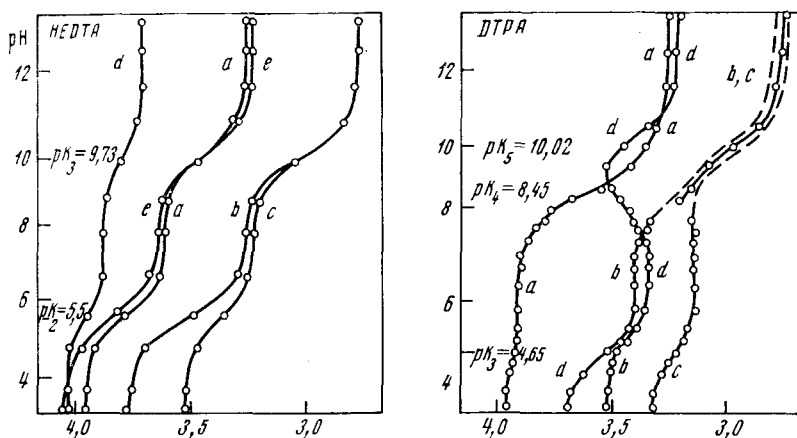 pH
HEDTA
12
10
8
6
4
d
a
e
pK3 = 9,73
e
a
b
c
pK2 = 5,5
4,0
3,5
3,0
DTPA
12
10
8
6
4
a
d
b, c
d
a
pK5 = 10,02
pK4 = 8,45
a
b
d
pK3 = 4,65
d
b
c
4,0
3,5
3,0